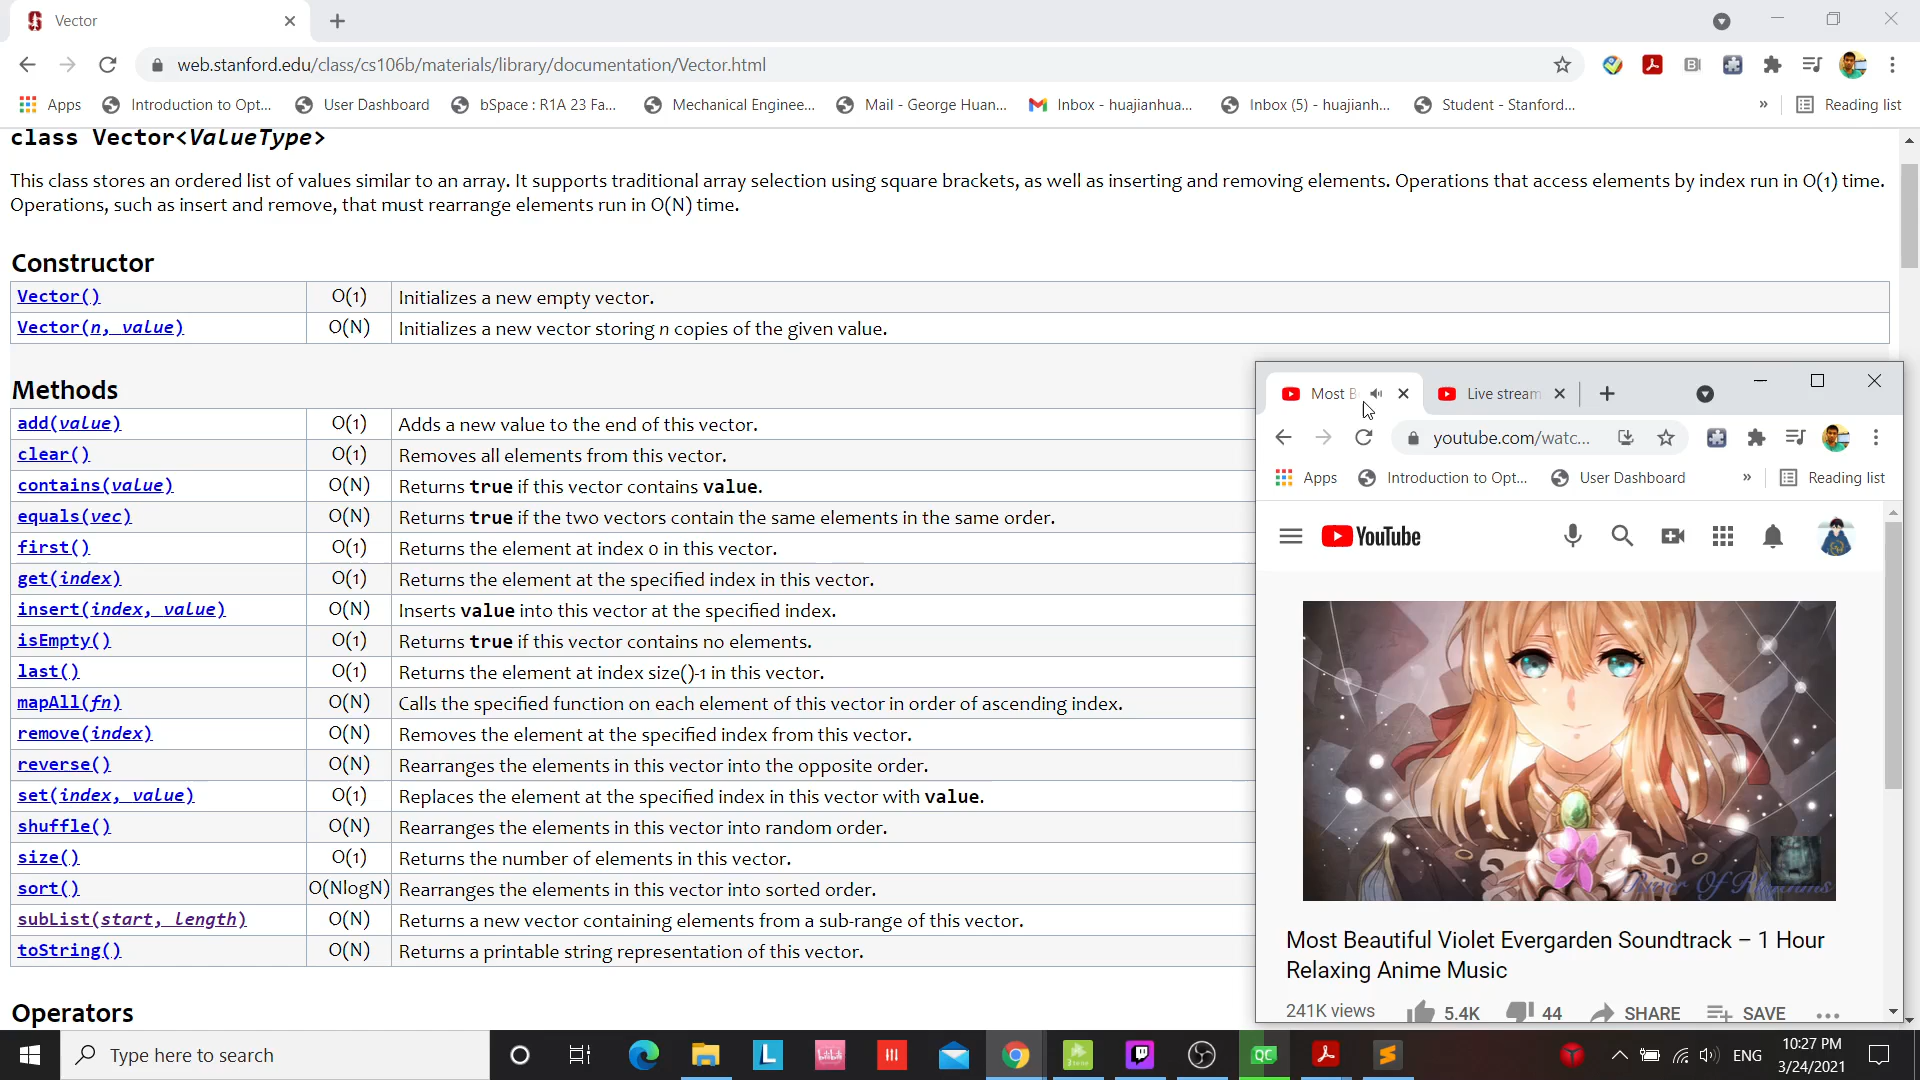 Vector
web.stanford.edu/class/cs106b/materials/library/documentation/Vector.html
Apps Introduction to Opt... User Dashboard bSpace : R1A 23 Fa... Mechanical Enginee... Mail - George Huan... Inbox - huajianhua... Inbox (5) - huajianh... Student - Stanford... » Reading list
class Vector<ValueType>
This class stores an ordered list of values similar to an array. It supports traditional array selection using square brackets, as well as inserting and removing elements. Operations that access elements by index run in O(1) time.
Operations, such as insert and remove, that must rearrange elements run in O(N) time.
Constructor
Vector() O(1) Initializes a new empty vector.
Vector(n, value) O(N) Initializes a new vector storing n copies of the given value.
Methods
add(value) O(1) Adds a new value to the end of this vector.
clear() O(1) Removes all elements from this vector.
contains(value) O(N) Returns true if this vector contains value.
equals(vec) O(N) Returns true if the two vectors contain the same elements in the same order.
first() O(1) Returns the element at index 0 in this vector.
get(index) O(1) Returns the element at the specified index in this vector.
insert(index, value) O(N) Inserts value into this vector at the specified index.
isEmpty() O(1) Returns true if this vector contains no elements.
last() O(1) Returns the element at index size()-1 in this vector.
mapAll(fn) O(N) Calls the specified function on each element of this vector in order of ascending index.
remove(index) O(N) Removes the element at the specified index from this vector.
reverse() O(N) Rearranges the elements in this vector into the opposite order.
set(index, value) O(1) Replaces the element at the specified index in this vector with value.
shuffle() O(N) Rearranges the elements in this vector into random order.
size() O(1) Returns the number of elements in this vector.
sort() O(NlogN) Rearranges the elements in this vector into sorted order.
subList(start, length) O(N) Returns a new vector containing elements from a sub-range of this vector.
toString() O(N) Returns a printable string representation of this vector.
Operators
Most B Live stream
youtube.com/watc...
Apps Introduction to Opt... User Dashboard » Reading list
YouTube
River Of Rhythms
Most Beautiful Violet Evergarden Soundtrack – 1 Hour
Relaxing Anime Music
241K views 5.4K 44 SHARE SAVE
Type here to search
L
QC
ENG
10:27 PM
3/24/2021